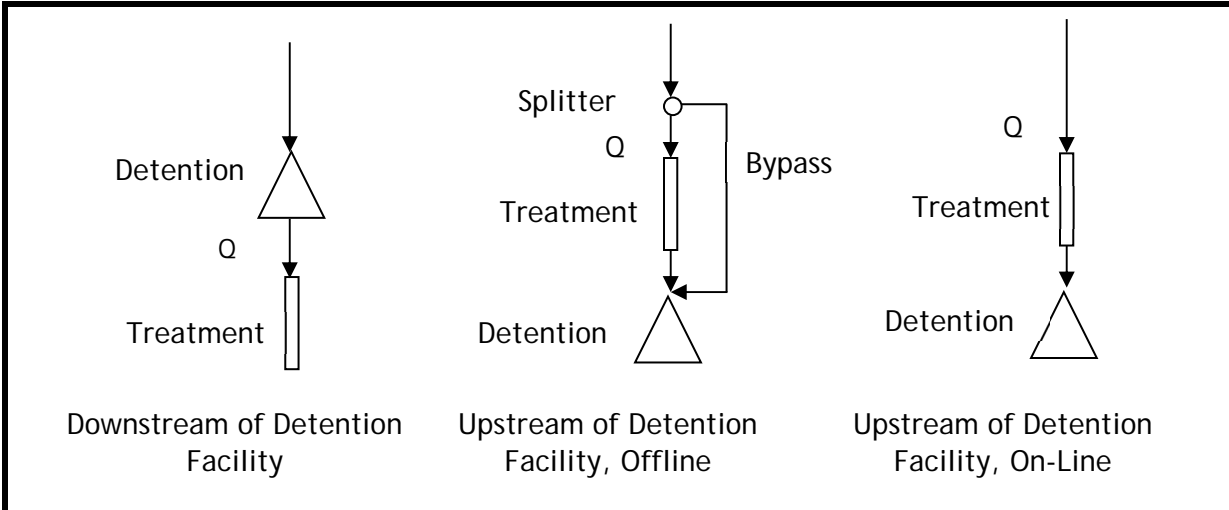 Detention
Q
Treatment
Downstream of Detention
Facility
Splitter
Q
Bypass
Treatment
Detention
Upstream of Detention
Facility, Offline
Q
Treatment
Detention
Upstream of Detention
Facility, On-Line